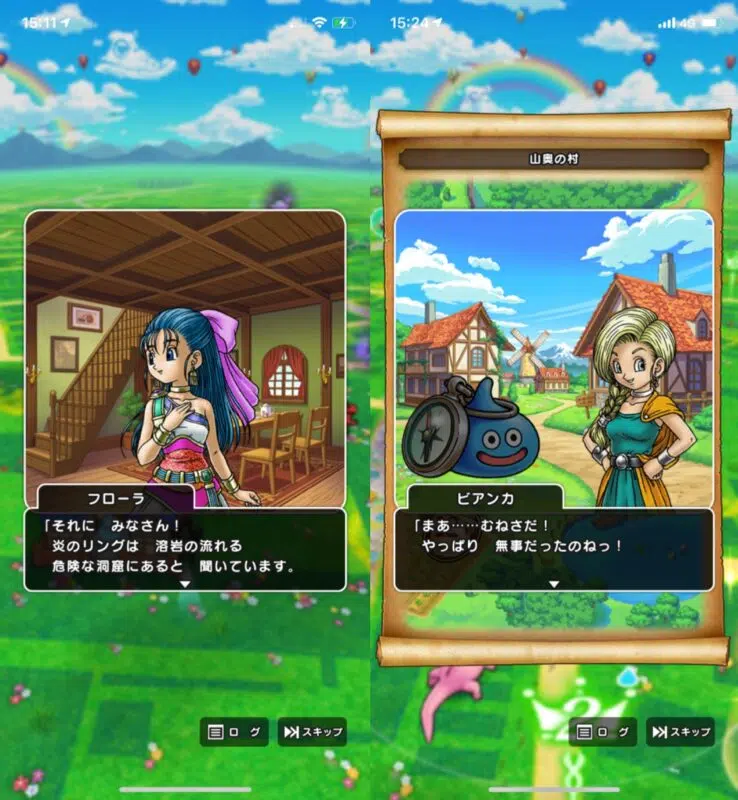 15:11
フローラ
「それに　みなさん！
炎のリングは　溶岩の流れる
危険な洞窟にあると　聞いています。
ログ
スキップ
15:24
4G
山奥の村
ビアンカ
「まあ……むねさだ！
やっぱり　無事だったのねっ！
ログ
スキップ